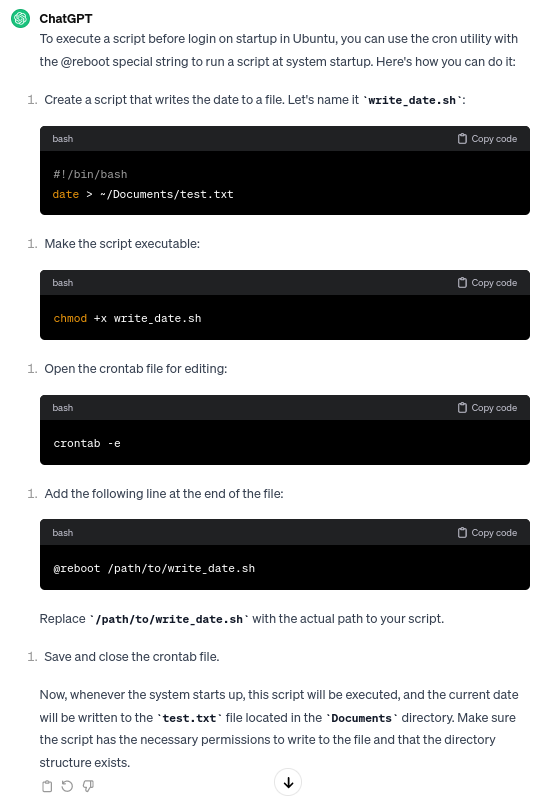 ChatGPT
To execute a script before login on startup in Ubuntu, you can use the cron utility with
the @reboot special string to run a script at system startup. Here's how you can do it:
1. Create a script that writes the date to a file. Let's name it `write_date.sh`:
bash Copy code
#!/bin/bash
date > ~/Documents/test.txt
1. Make the script executable:
bash Copy code
chmod +x write_date.sh
1. Open the crontab file for editing:
bash Copy code
crontab -e
1. Add the following line at the end of the file:
bash Copy code
@reboot /path/to/write_date.sh
Replace `/path/to/write_date.sh` with the actual path to your script.
1. Save and close the crontab file.
Now, whenever the system starts up, this script will be executed, and the current date
will be written to the `test.txt` file located in the `Documents` directory. Make sure
the script has the necessary permissions to write to the file and that the directory
structure exists.